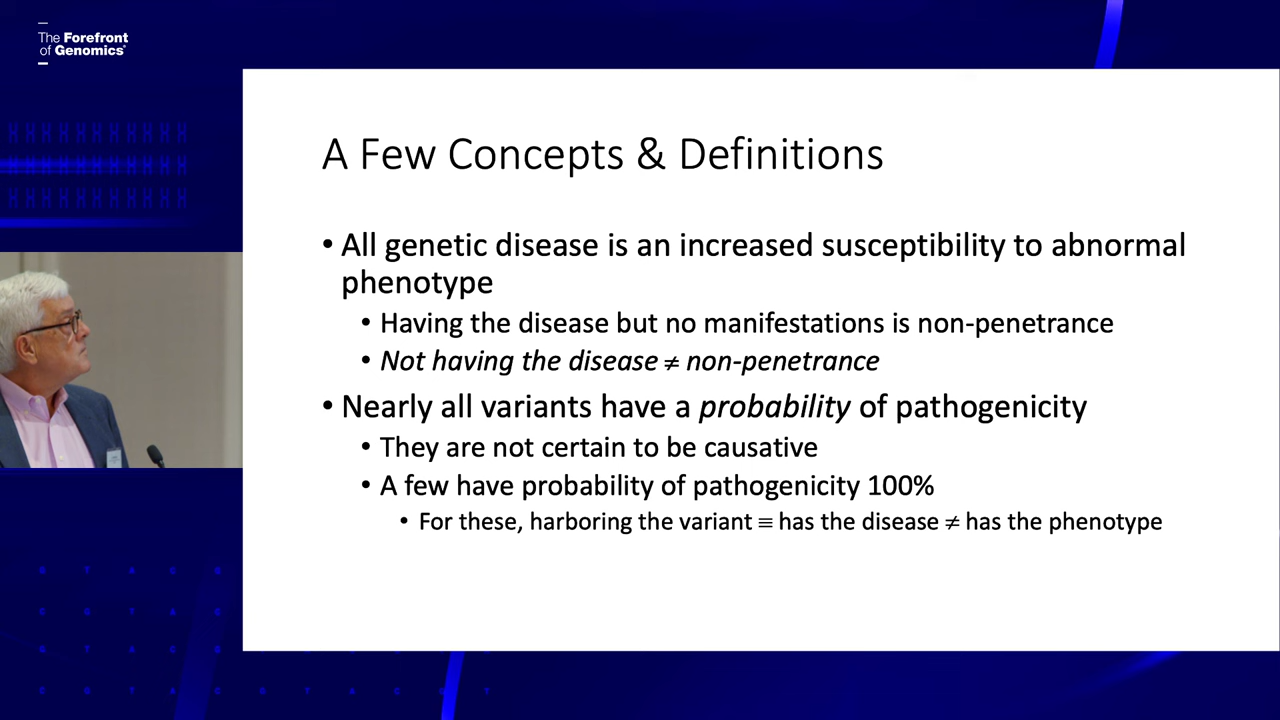 The Forefront
of Genomics®
A Few Concepts & Definitions
• All genetic disease is an increased susceptibility to abnormal
phenotype
• Having the disease but no manifestations is non-penetrance
• Not having the disease ≠ non-penetrance
• Nearly all variants have a probability of pathogenicity
• They are not certain to be causative
• A few have probability of pathogenicity 100%
• For these, harboring the variant ≡ has the disease ≠ has the phenotype